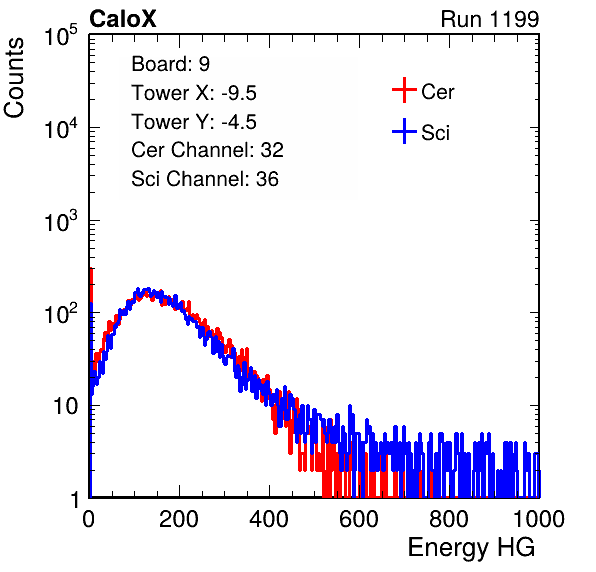 CaloX Run 1199
Counts
10^5
10^4
10^3
10^2
10
1
Board: 9
Tower X: -9.5
Tower Y: -4.5
Cer Channel: 32
Sci Channel: 36
Cer
Sci
0 200 400 600 800 1000
Energy HG